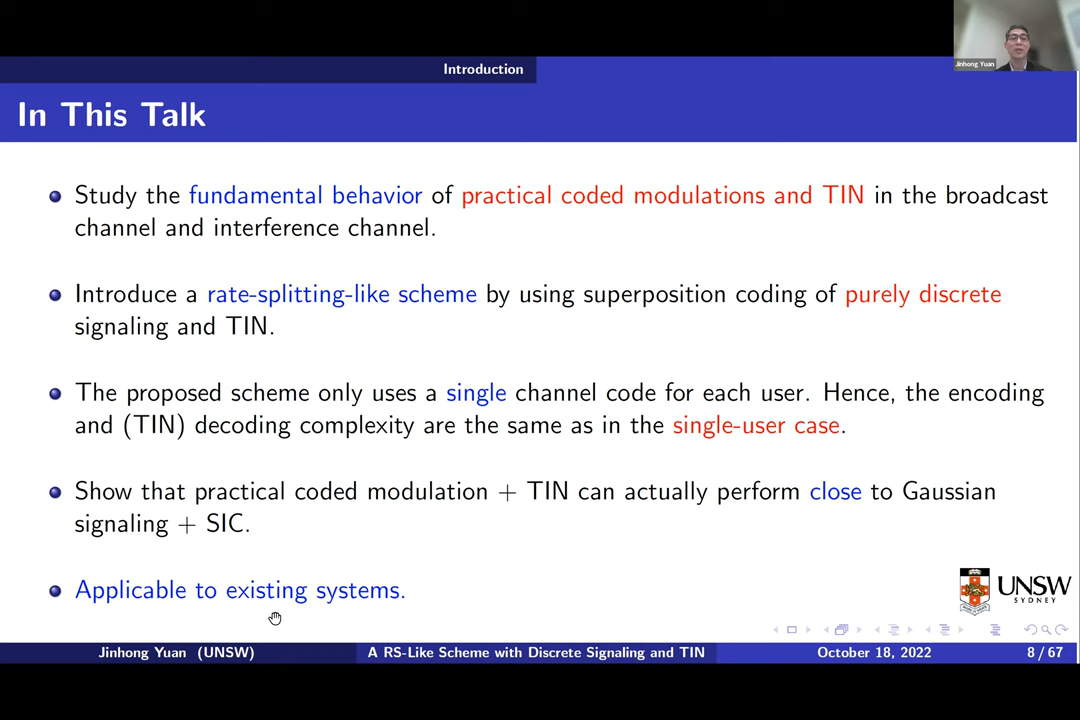 Jinhong Yuan
Introduction
In This Talk
Study the fundamental behavior of practical coded modulations and TIN in the broadcast
channel and interference channel.
Introduce a rate-splitting-like scheme by using superposition coding of purely discrete
signaling and TIN.
The proposed scheme only uses a single channel code for each user. Hence, the encoding
and (TIN) decoding complexity are the same as in the single-user case.
Show that practical coded modulation + TIN can actually perform close to Gaussian
signaling + SIC.
Applicable to existing systems.
UNSW
SYDNEY
Jinhong Yuan (UNSW) A RS-Like Scheme with Discrete Signaling and TIN October 18, 2022 8 / 67